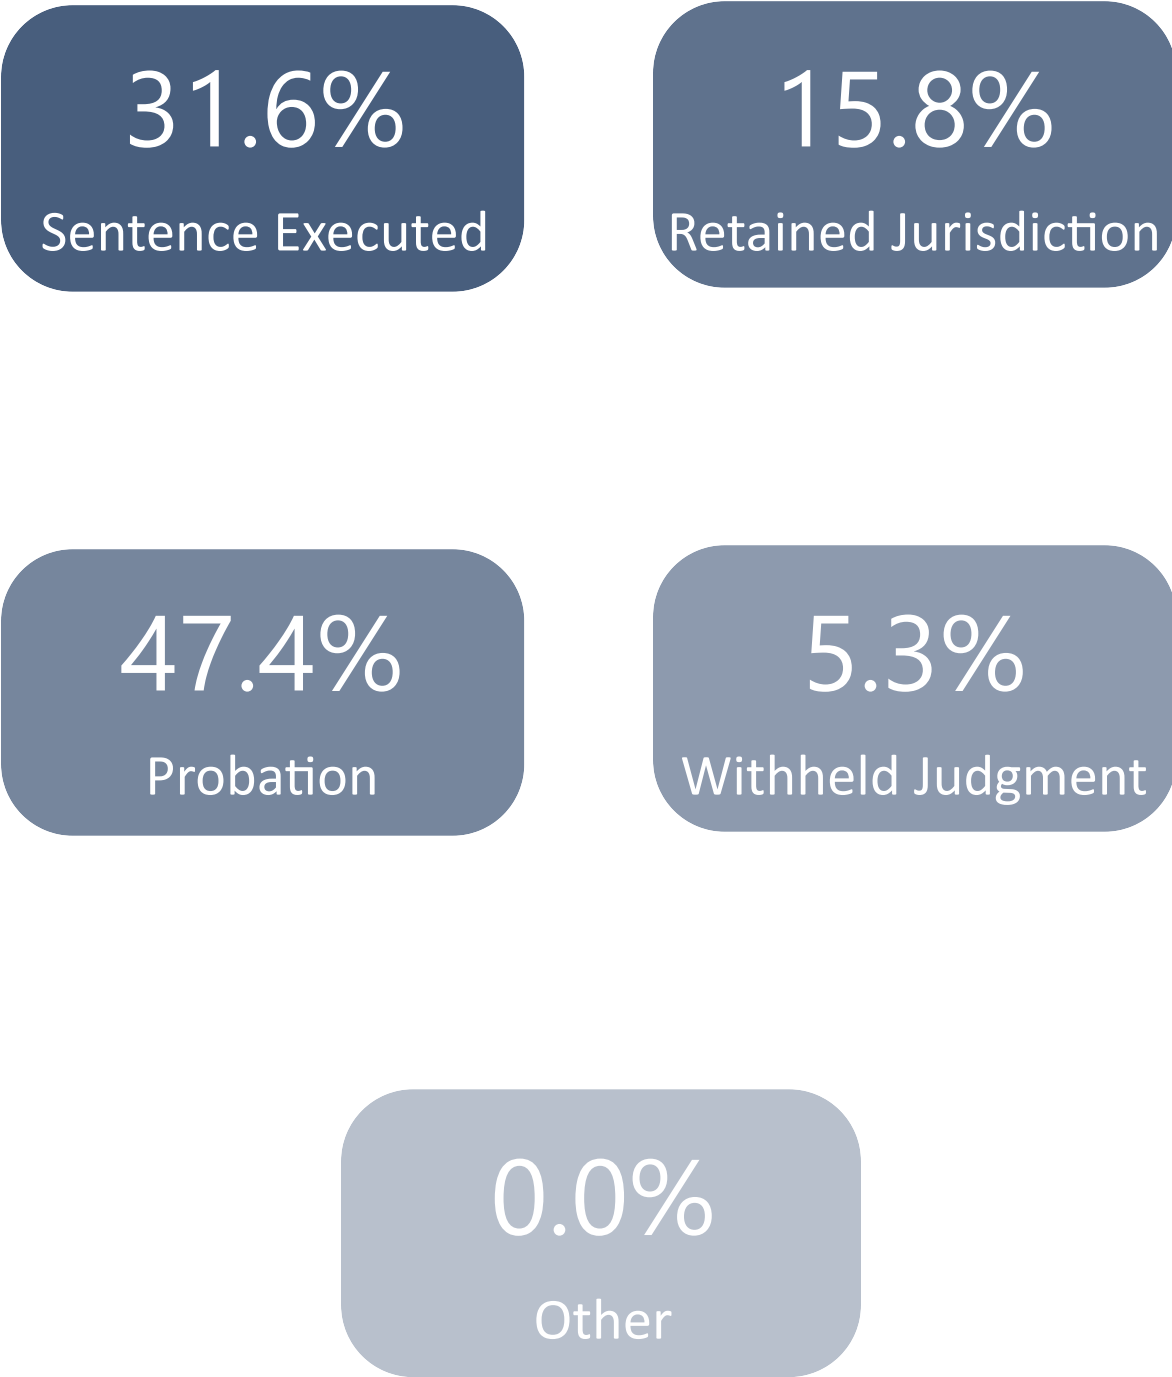 31.6%
Sentence Executed
15.8%
Retained Jurisdiction
47.4%
Probation
5.3%
Withheld Judgment
0.0%
Other